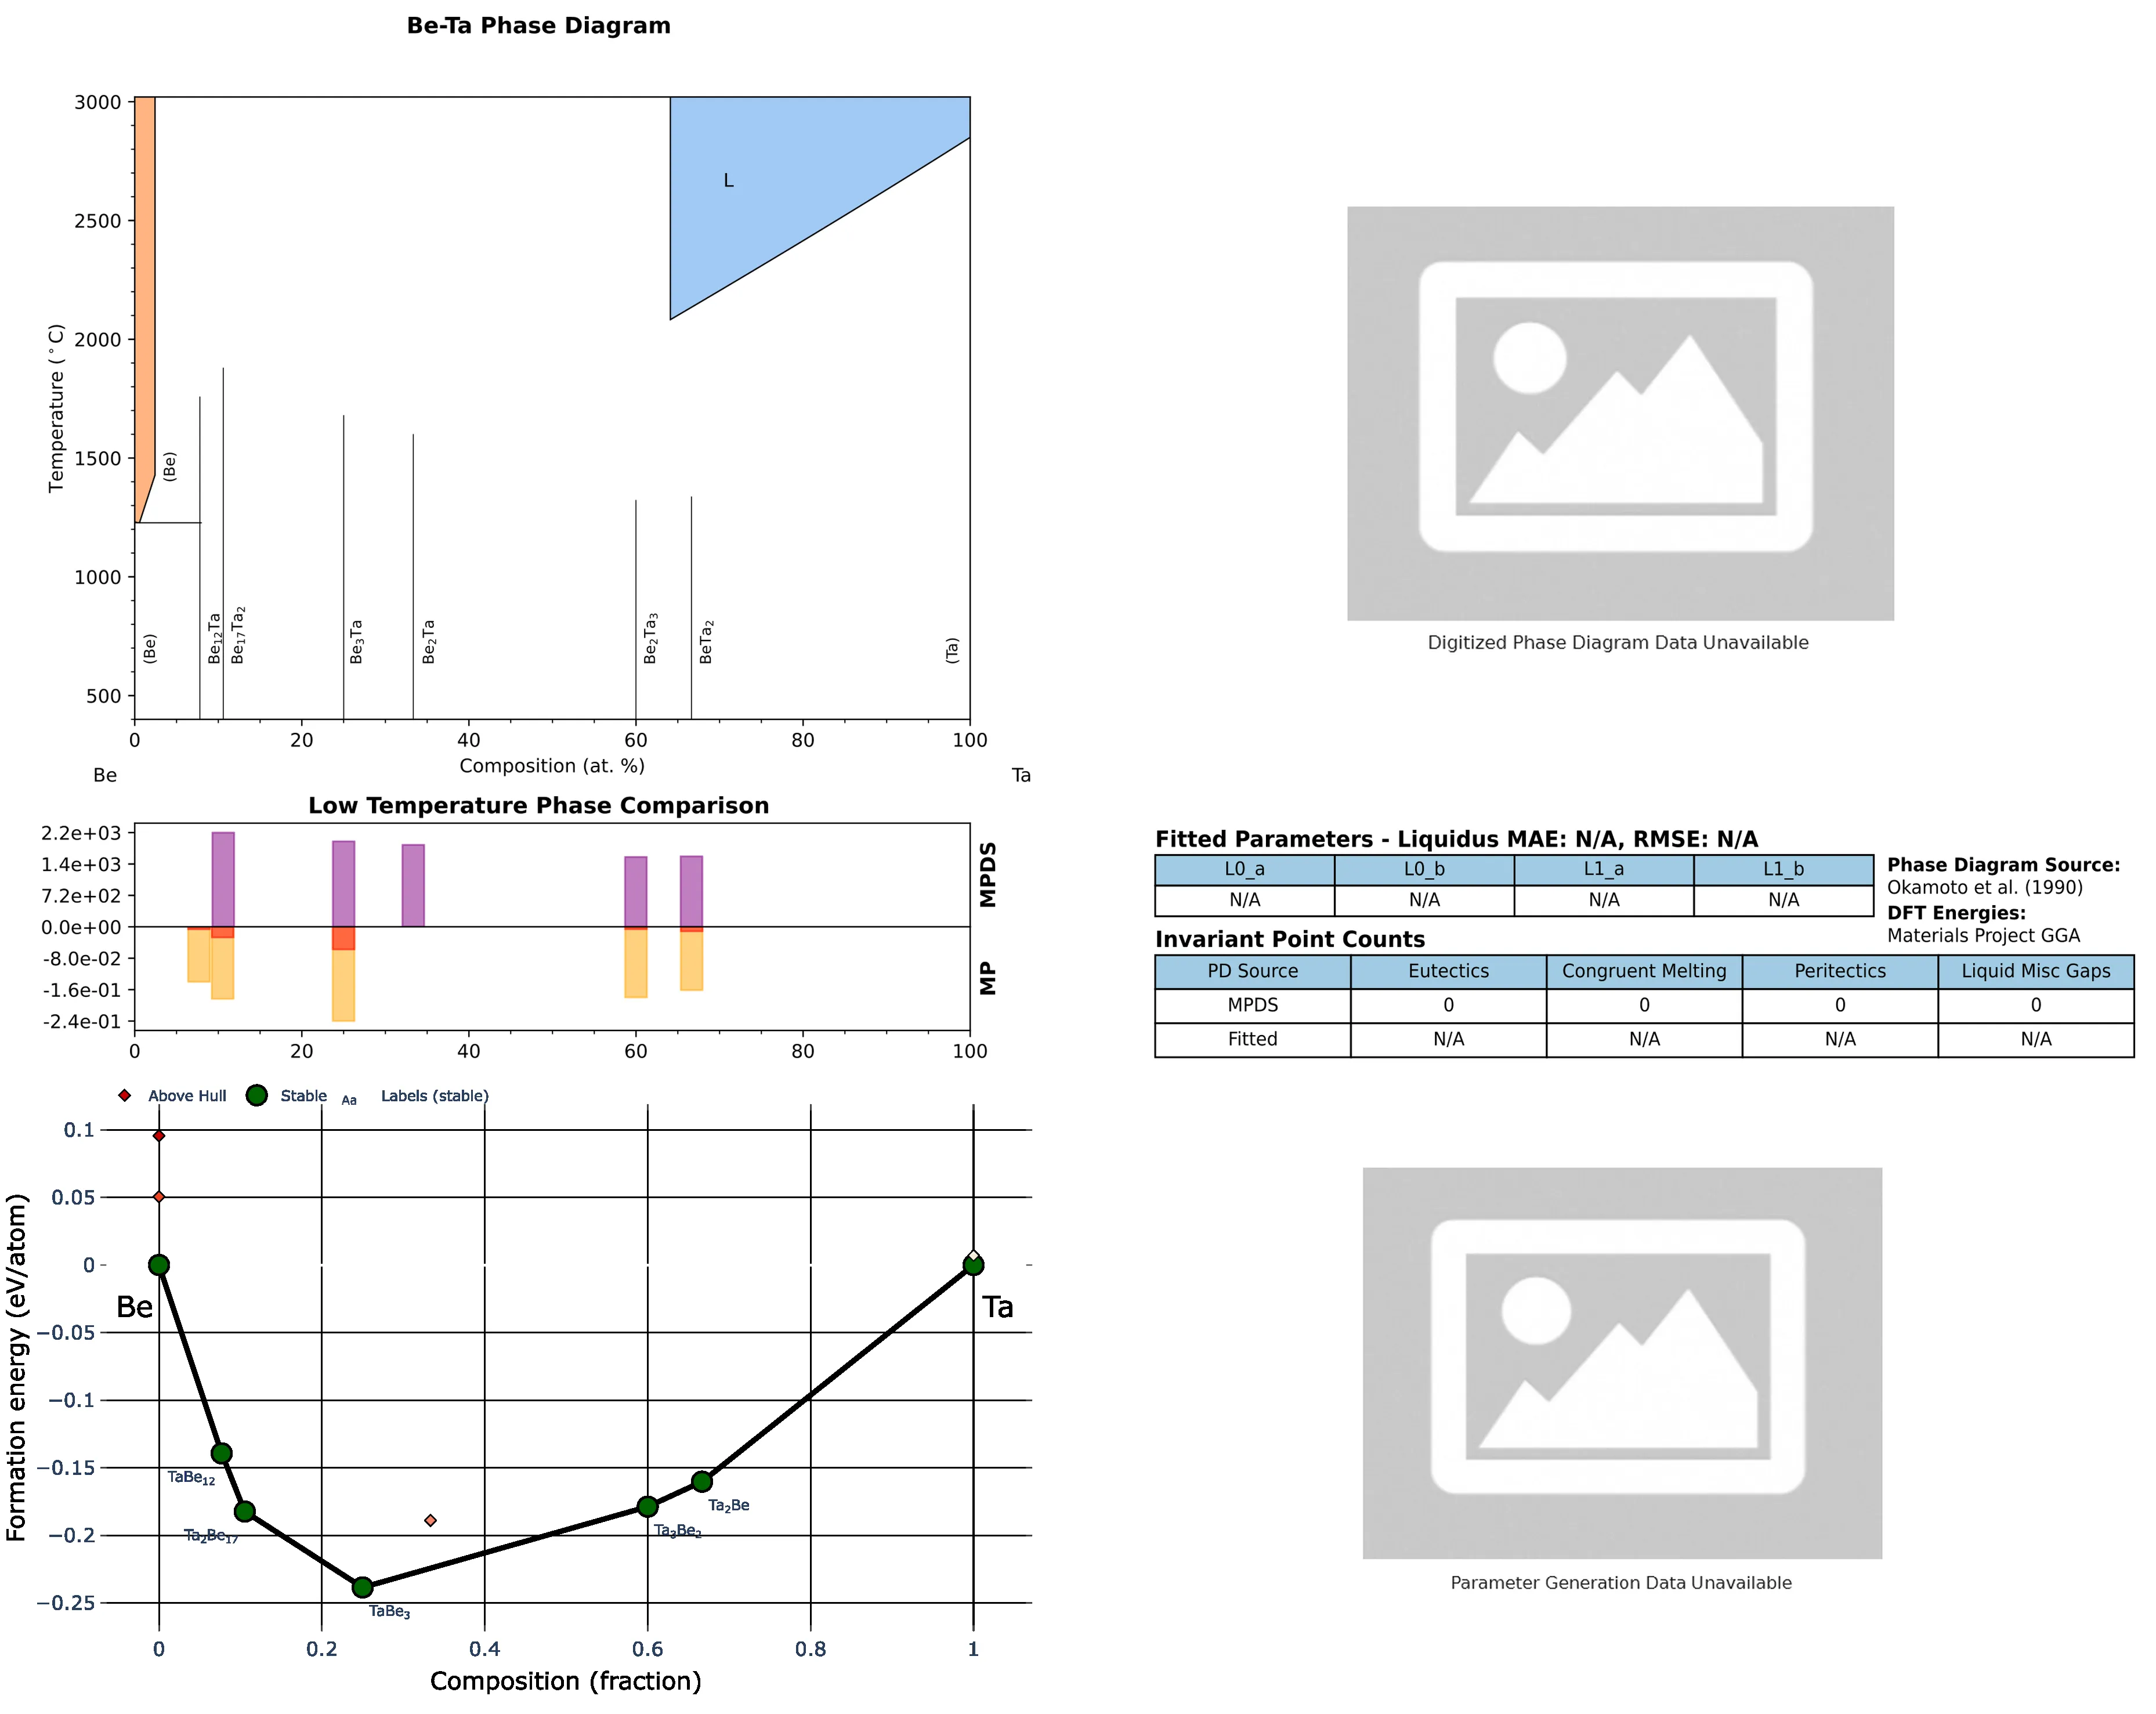 Be-Ta Phase Diagram
3000
2500
2000
1500
1000
500
Temperature (°C)
L
(Be)
(Be)
Be12Ta
Be17Ta2
Be3Ta
Be2Ta
Be2Ta3
BeTa2
(Ta)
0 20 40 60 80 100
Composition (at. %)
Be Ta
Digitized Phase Diagram Data Unavailable
Low Temperature Phase Comparison
2.2e+03
1.4e+03
7.2e+02
0.0e+00
-8.0e-02
-1.6e-01
-2.4e-01
MPDS
MP
0 20 40 60 80 100
Fitted Parameters - Liquidus MAE: N/A, RMSE: N/A
L0_a L0_b L1_a L1_b
N/A N/A N/A N/A
Phase Diagram Source:
Okamoto et al. (1990)
DFT Energies:
Materials Project GGA
Invariant Point Counts
PD Source Eutectics Congruent Melting Peritectics Liquid Misc Gaps
MPDS 0 0 0 0
Fitted N/A N/A N/A N/A
Above Hull Stable Aa Labels (stable)
0.1
0.05
0
−0.05
−0.1
−0.15
−0.2
−0.25
Formation energy (eV/atom)
Be
Ta
TaBe12
Ta2Be17
TaBe3
Ta3Be2
Ta2Be
0 0.2 0.4 0.6 0.8 1
Composition (fraction)
Parameter Generation Data Unavailable